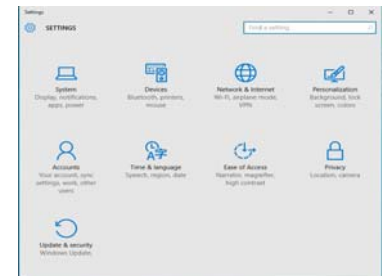 Settings
SETTINGS
Find a setting
System
Display, notifications,
apps, power
Devices
Bluetooth, printers,
mouse
Network & Internet
Wi-Fi, airplane mode,
VPN
Personalization
Background, lock
screen, colors
Accounts
Your account, sync
settings, work, other
users
Time & language
Speech, region, date
Ease of Access
Narrator, magnifier,
high contrast
Privacy
Location, camera
Update & security
Windows Update,